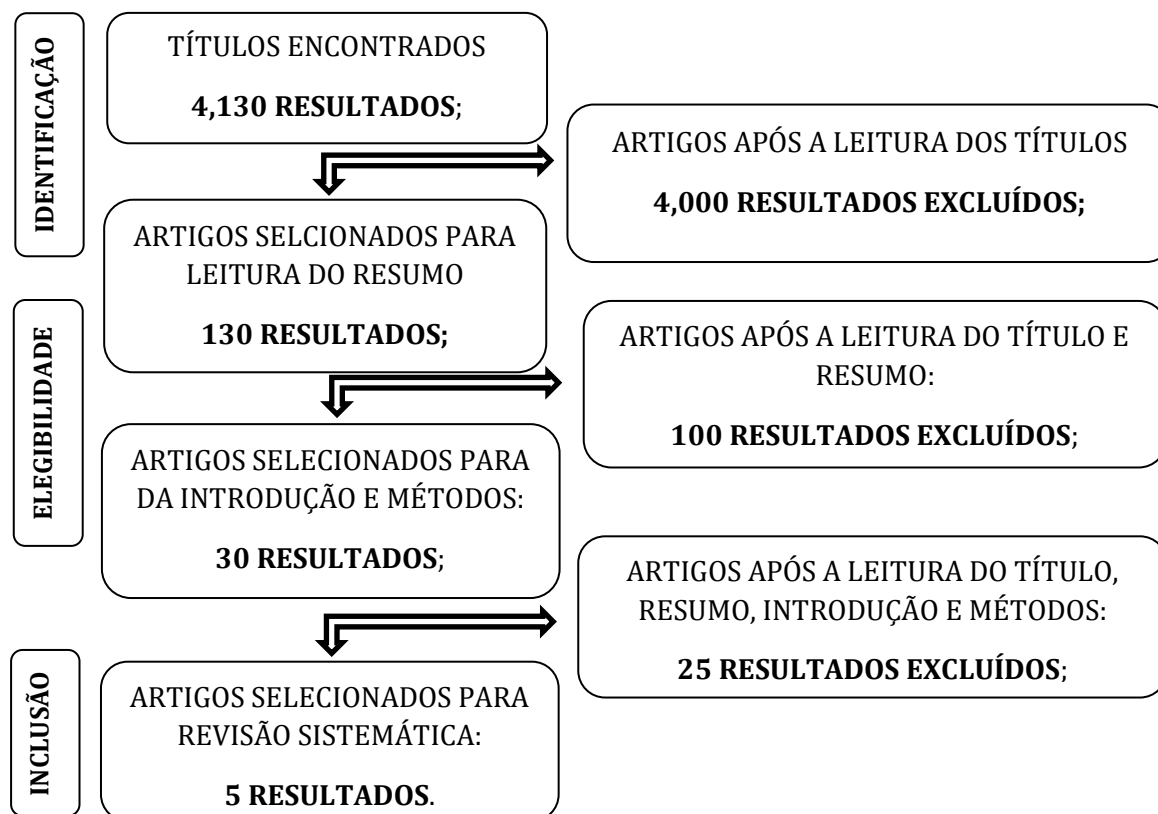 IDENTIFICAÇÃO
TÍTULOS ENCONTRADOS
4,130 RESULTADOS;
ARTIGOS APÓS A LEITURA DOS TÍTULOS
4,000 RESULTADOS EXCLUÍDOS;
ARTIGOS SELCIONADOS PARA
LEITURA DO RESUMO
130 RESULTADOS;
ELEGIBILIDADE
ARTIGOS APÓS A LEITURA DO TÍTULO E
RESUMO:
100 RESULTADOS EXCLUÍDOS;
ARTIGOS SELECIONADOS PARA
DA INTRODUÇÃO E MÉTODOS:
30 RESULTADOS;
ARTIGOS APÓS A LEITURA DO TÍTULO,
RESUMO, INTRODUÇÃO E MÉTODOS:
25 RESULTADOS EXCLUÍDOS;
INCLUSÃO
ARTIGOS SELECIONADOS PARA
REVISÃO SISTEMÁTICA:
5 RESULTADOS.